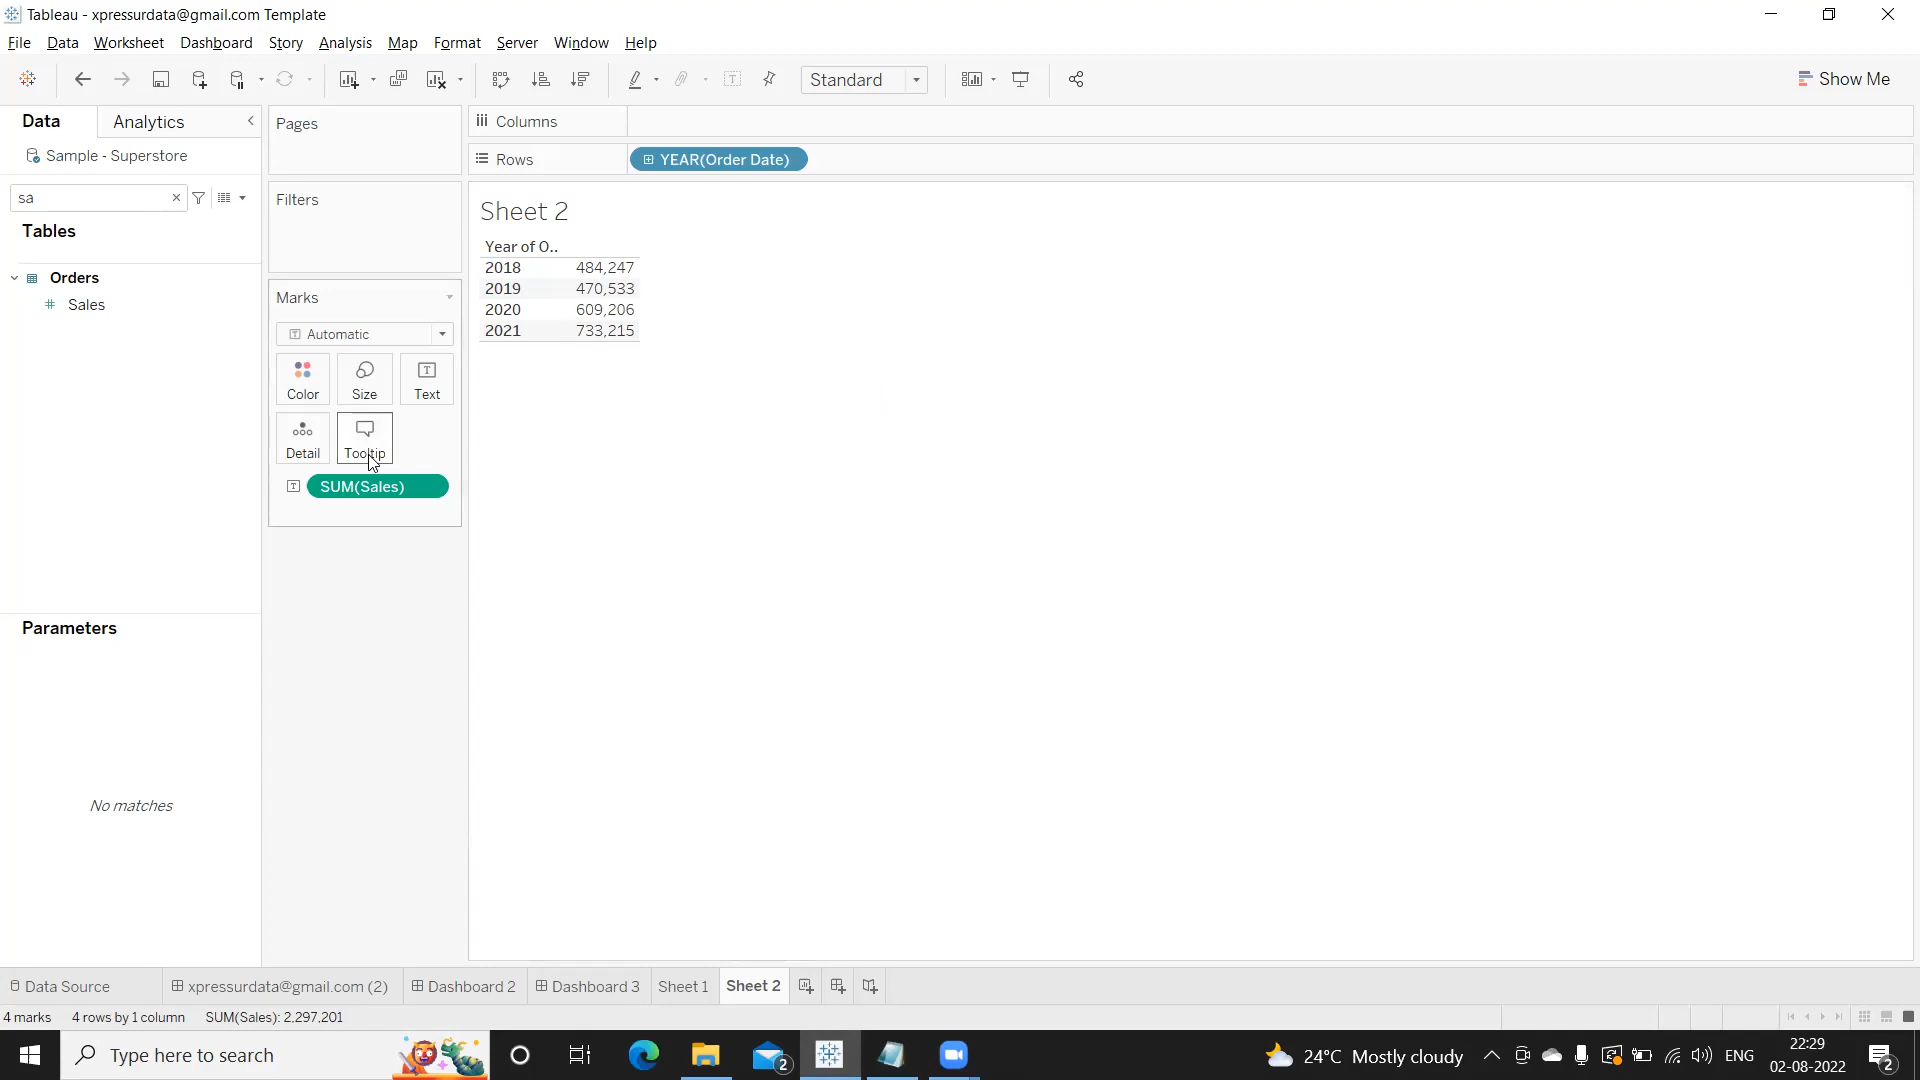 Tableau - xpressurdata@gmail.com Template
File Data Worksheet Dashboard Story Analysis Map Format Server Window Help
Standard
Show Me
Data Analytics
Sample - Superstore
sa
Tables
Orders
Sales
Parameters
No matches
Pages
Filters
Marks
Automatic
Color Size Text
Detail Tooltip
SUM(Sales)
Columns
Rows YEAR(Order Date)
Sheet 2
Year of O..
2018 484,247
2019 470,533
2020 609,206
2021 733,215
Data Source xpressurdata@gmail.com (2) Dashboard 2 Dashboard 3 Sheet 1 Sheet 2
4 marks 4 rows by 1 column SUM(Sales): 2,297,201
Type here to search
2
24°C Mostly cloudy
ENG
22:29
02-08-2022
2